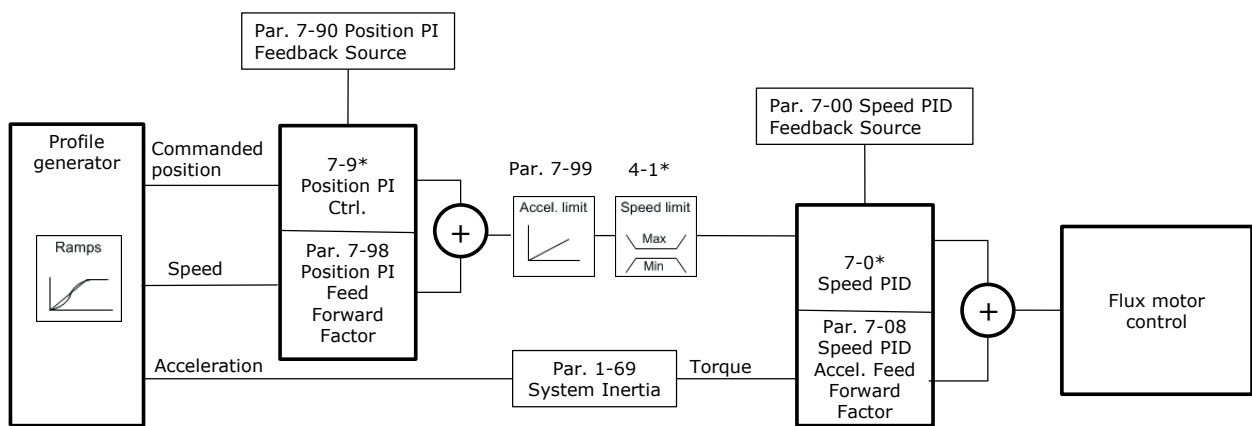 Par. 7-90 Position PI
Feedback Source
Par. 7-00 Speed PID
Feedback Source
Profile
generator
Ramps
Commanded
position
Speed
Acceleration
7-9*
Position PI
Ctrl.
Par. 7-98
Position PI
Feed
Forward
Factor
+
Par. 7-99
Accel. limit
4-1*
Speed limit
Max
Min
Par. 1-69
System Inertia
Torque
7-0*
Speed PID
Par. 7-08
Speed PID
Accel. Feed
Forward
Factor
+
Flux motor
control